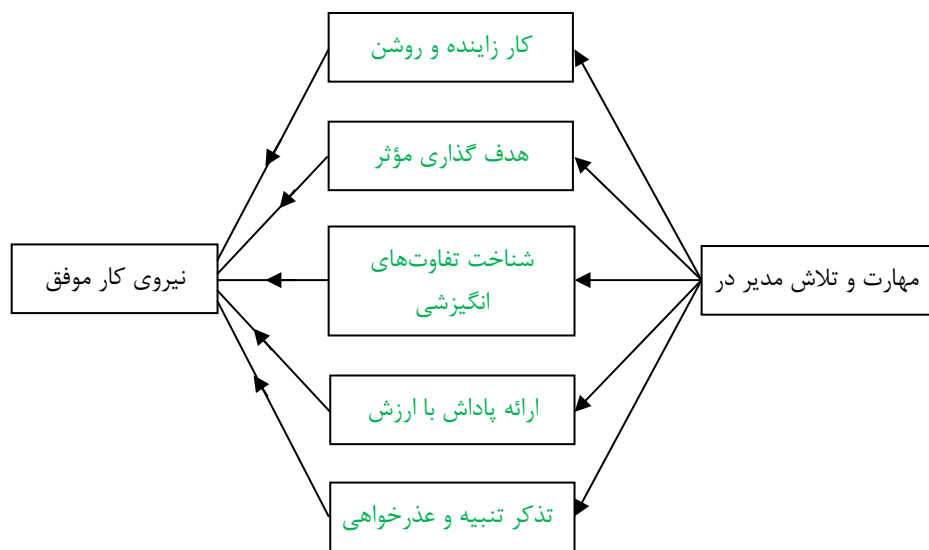 مهارت و تلاش مدیر در
کار زاینده و روشن
هدف گذاری مؤثر
شناخت تفاوت‌های
انگیزشی
ارائه پاداش با ارزش
تذکر تنبیه و عذرخواهی
نیروی کار موفق